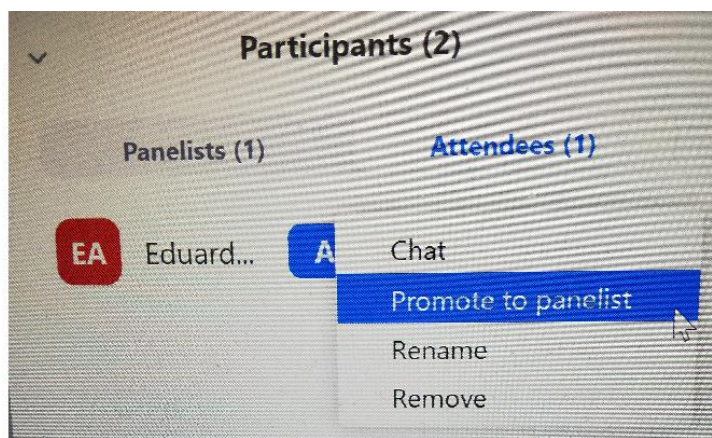 Participants (2)
Panelists (1)
Attendees (1)
EA
Eduard...
A
Chat
Promote to panelist
Rename
Remove